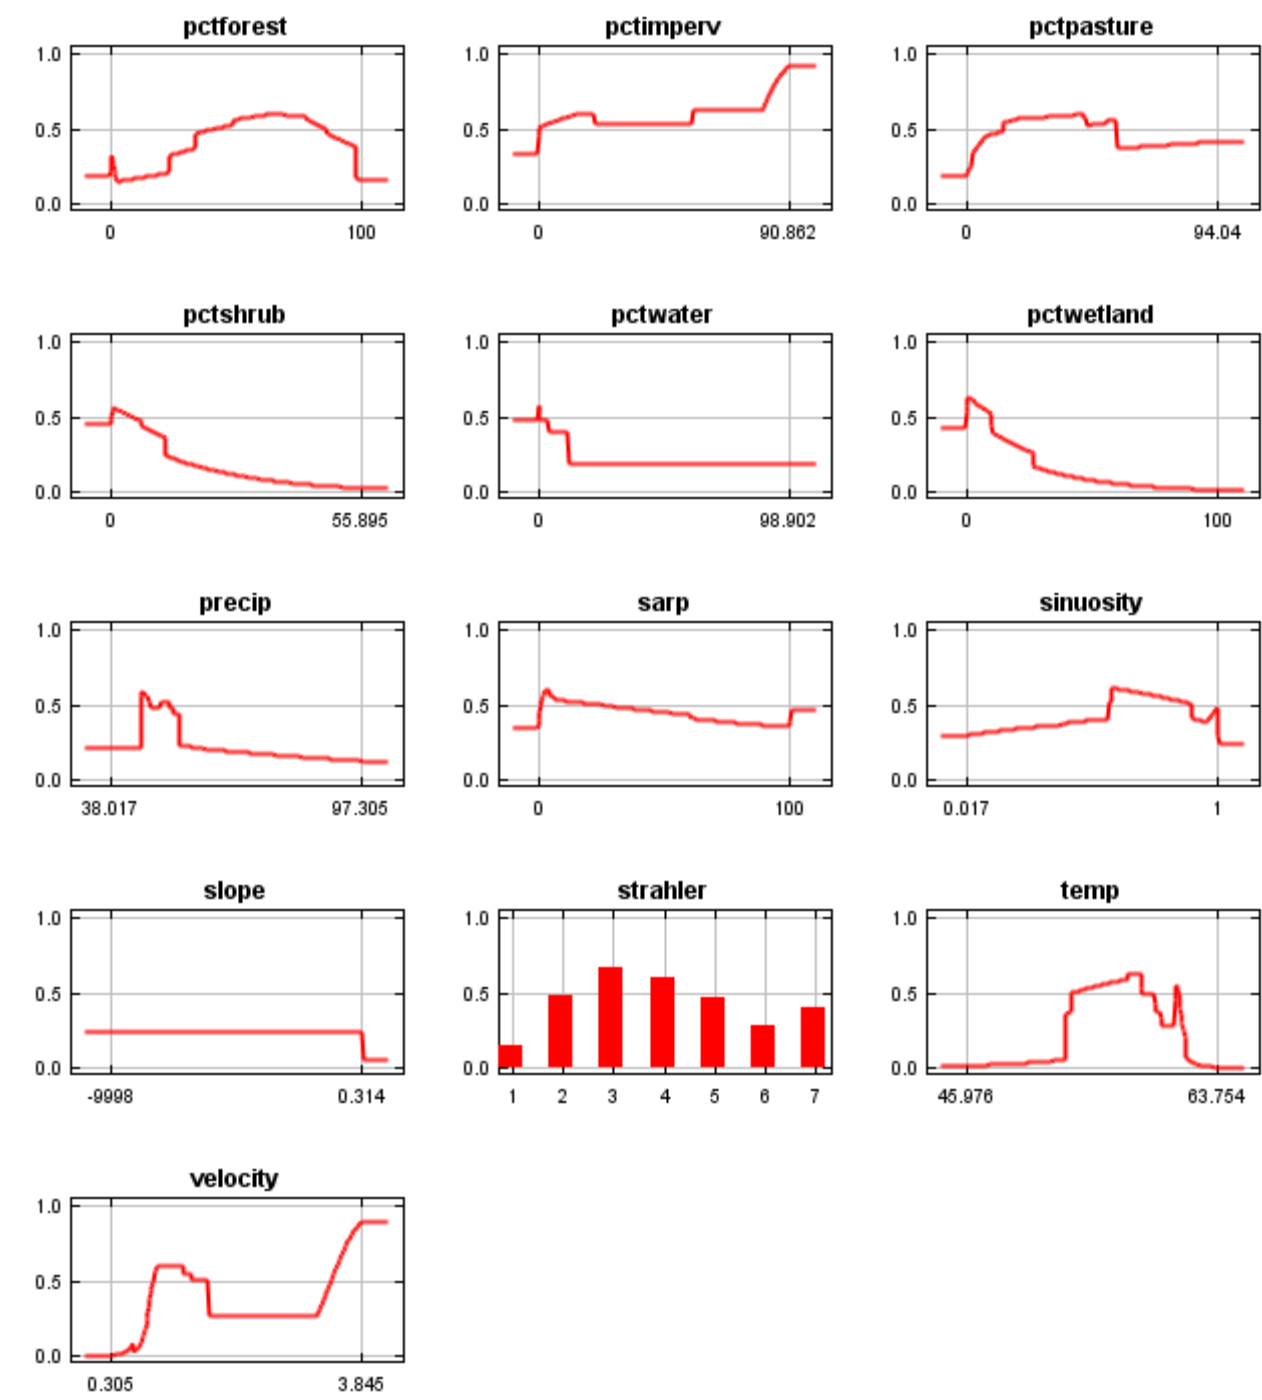 pctforest pctimperv pctpasture
1.0 1.0 1.0
0.5 0.5 0.5
0.0 0.0 0.0
0 100 0 90.862 0 94.04
pctshrub pctwater pctwetland
1.0 1.0 1.0
0.5 0.5 0.5
0.0 0.0 0.0
0 55.895 0 98.902 0 100
precip sarp sinuosity
1.0 1.0 1.0
0.5 0.5 0.5
0.0 0.0 0.0
38.017 97.305 0 100 0.017 1
slope strahler temp
1.0 1.0 1.0
0.5 0.5 0.5
0.0 0.0 0.0
-9998 0.314 1 2 3 4 5 6 7 45.976 63.754
velocity
1.0
0.5
0.0
0.305 3.845